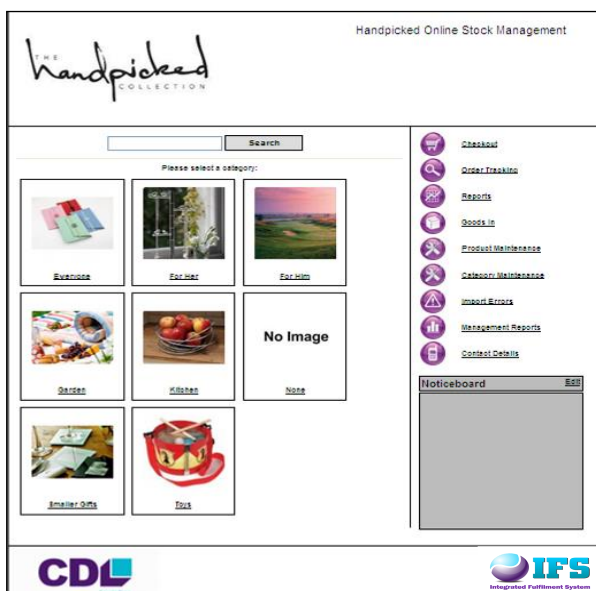 Handpicked Online Stock Management
THE
handpicked
COLLECTION
Search
Please select a category:
Everyone
For Her
For Him
Garden
Kitchen
No Image
None
Smaller Gifts
Toys
Checkout
Order Tracking
Reports
Goods In
Product Maintenance
Category Maintenance
Import Errors
Management Reports
Contact Details
Noticeboard Edit
CDL
IFS
Integrated Fulfilment System